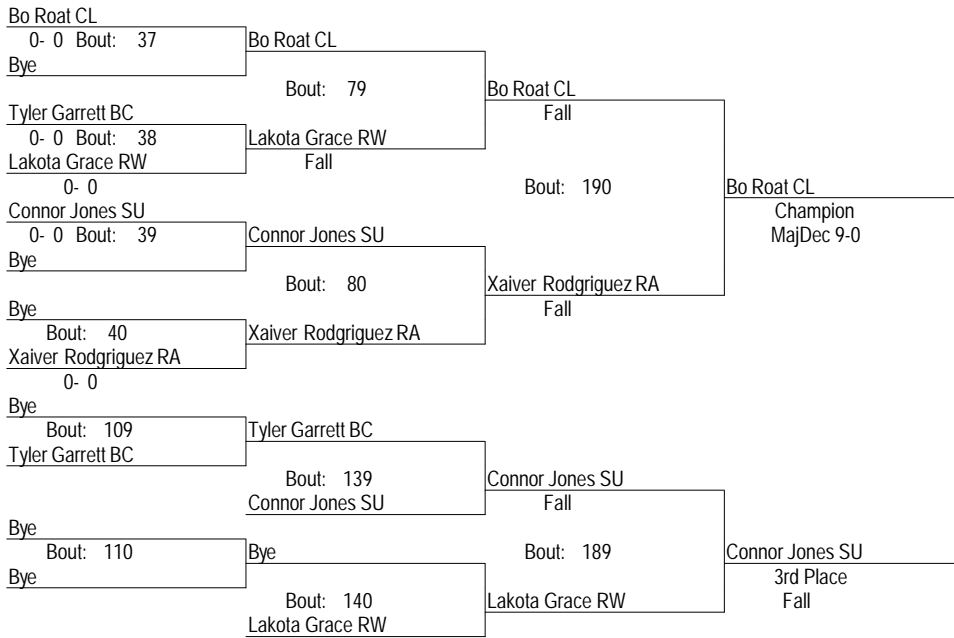 Bo Roat CL
0- 0 Bout: 37 Bo Roat CL
Bye
Bout: 79 Bo Roat CL
Tyler Garrett BC Fall
0- 0 Bout: 38 Lakota Grace RW
Lakota Grace RW Fall
0- 0 Bout: 190 Bo Roat CL
Connor Jones SU Champion
0- 0 Bout: 39 Connor Jones SU MajDec 9-0
Bye
Bout: 80 Xaiver Rodgriguez RA
Bye Fall
Bout: 40 Xaiver Rodgriguez RA
Xaiver Rodgriguez RA
0- 0
Bye
Bout: 109 Tyler Garrett BC
Tyler Garrett BC
Bout: 139 Connor Jones SU
Connor Jones SU Fall
Bye
Bout: 110 Bye Bout: 189 Connor Jones SU
Bye 3rd Place
Bout: 140 Lakota Grace RW Fall
Lakota Grace RW